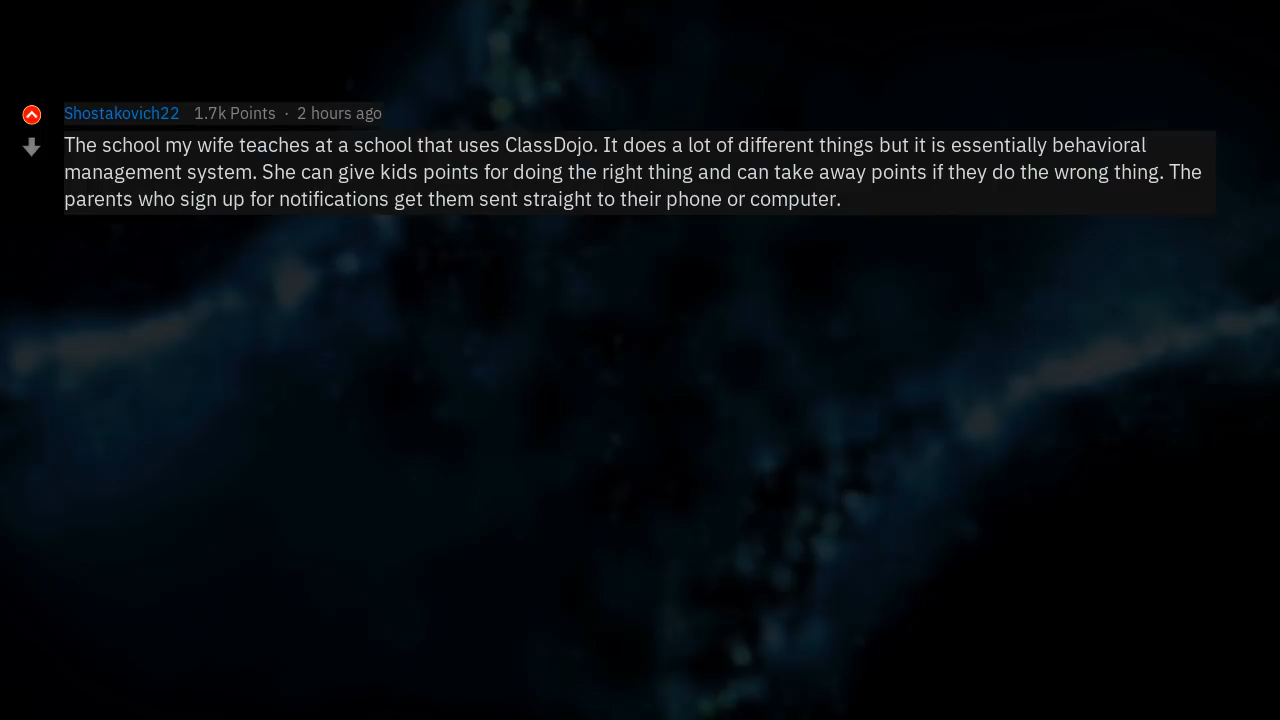 Shostakovich22 1.7k Points · 2 hours ago
The school my wife teaches at a school that uses ClassDojo. It does a lot of different things but it is essentially behavioral
management system. She can give kids points for doing the right thing and can take away points if they do the wrong thing. The
parents who sign up for notifications get them sent straight to their phone or computer.